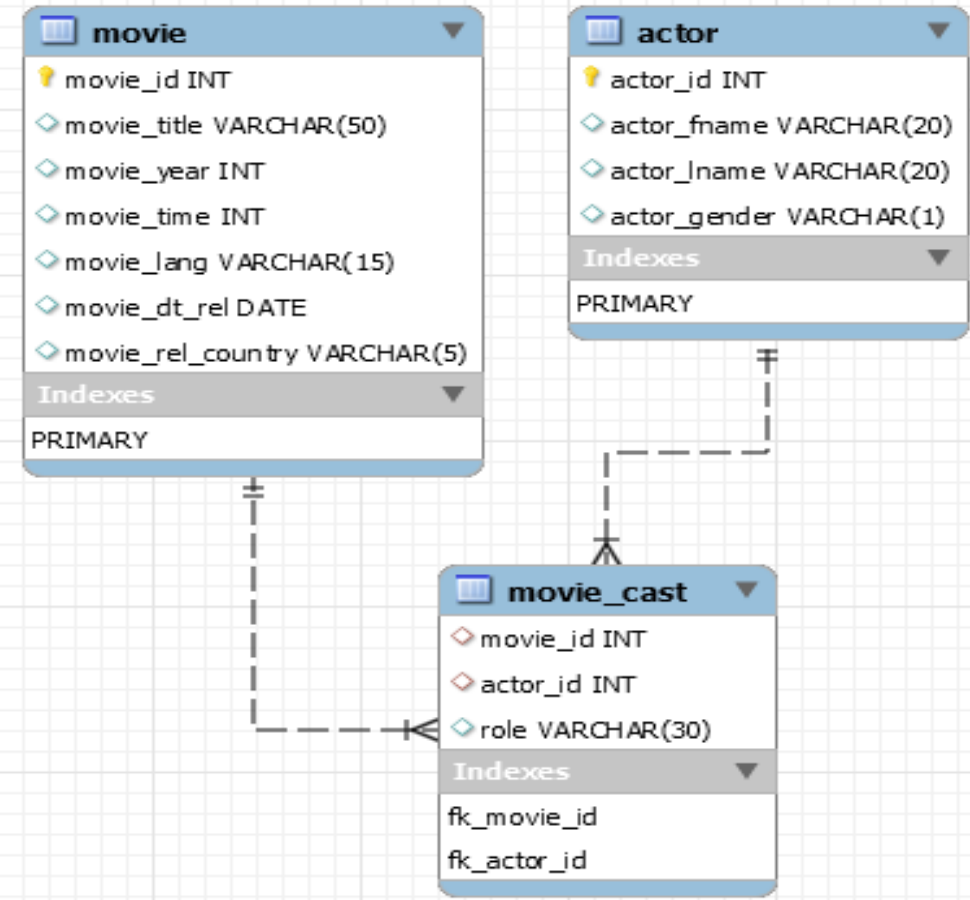 movie
movie_id INT
movie_title VARCHAR(50)
movie_year INT
movie_time INT
movie_lang VARCHAR(15)
movie_dt_rel DATE
movie_rel_country VARCHAR(5)
Indexes
PRIMARY
actor
actor_id INT
actor_fname VARCHAR(20)
actor_lname VARCHAR(20)
actor_gender VARCHAR(1)
Indexes
PRIMARY
movie_cast
movie_id INT
actor_id INT
role VARCHAR(30)
Indexes
fk_movie_id
fk_actor_id